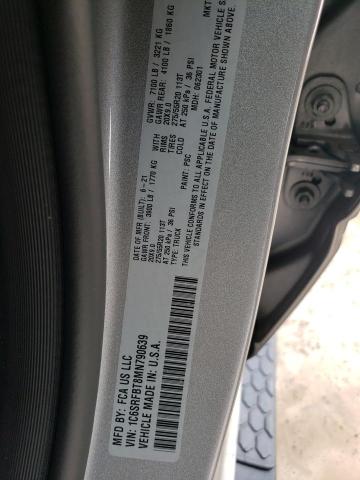 MFD BY: FCA US LLC
DATE OF MFR (BUILT): 6-21
GVWR: 7100 LB / 3221 KG
GAWR FRONT: 3900 LB / 1770 KG
WITH
GAWR REAR: 4100 LB / 1860 KG
20X9.0
RIMS
20X9.0
275/55R20 113T
TIRES
275/55R20 113T
AT 250 kPa / 36 PSI
COLD
AT 250 kPa / 36 PSI
TYPE: TRUCK
PAINT: PSC
MDH: 062301
MKT
THIS VEHICLE CONFORMS TO ALL APPLICABLE U.S.A. FEDERAL MOTOR VEHICLE S
STANDARDS IN EFFECT ON THE DATE OF MANUFACTURE SHOWN ABOVE.
VIN: 1C6SRFBT8MN790639
VEHICLE MADE IN: U.S.A.